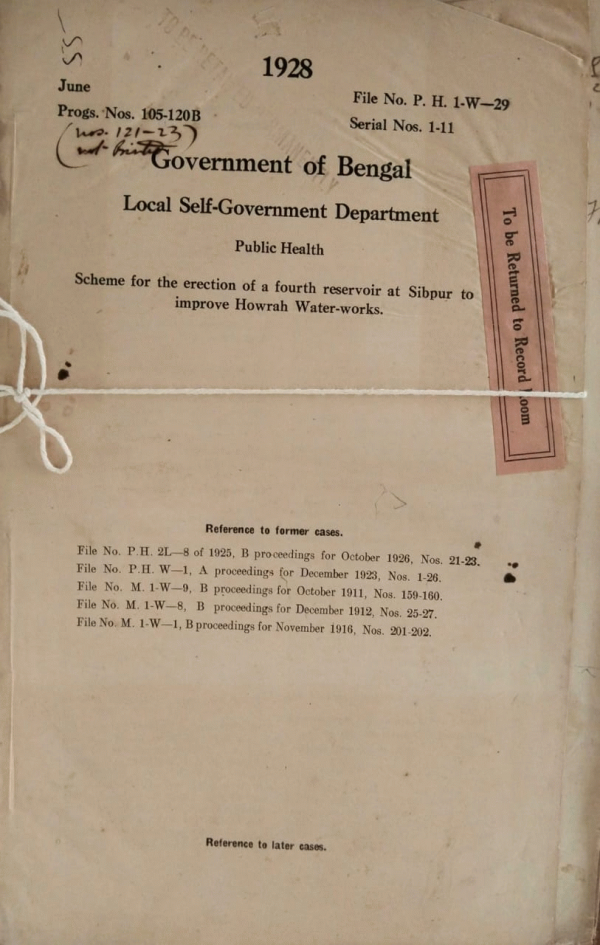 1928
June
File No. P. H. 1-W—29
Progs. Nos. 105-120B
Serial Nos. 1-11
(nos. 121-23)
not Printed
Government of Bengal
Local Self-Government Department
Public Health
Scheme for the erection of a fourth reservoir at Sibpur to
improve Howrah Water-works.
To be Returned to Record Room
Reference to former cases.
File No. P.H. 2L—8 of 1925, B proceedings for October 1926, Nos. 21-23.
File No. P.H. W—1, A proceedings for December 1923, Nos. 1-26.
File No. M. 1-W—9, B proceedings for October 1911, Nos. 159-160.
File No. M. 1-W—8, B proceedings for December 1912, Nos. 25-27.
File No. M. 1-W—1, B proceedings for November 1916, Nos. 201-202.
Reference to later cases.